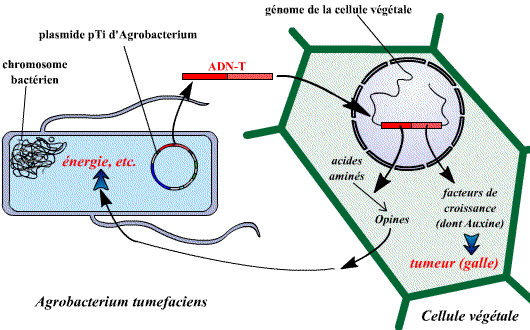 génome de la cellule végétale
plasmide pTi d'Agrobacterium
chromosome
bactérien
ADN-T
énergie, etc.
acides
aminés
Opines
facteurs de
croissance
(dont Auxine)
tumeur (galle)
Agrobacterium tumefaciens
Cellule végétale